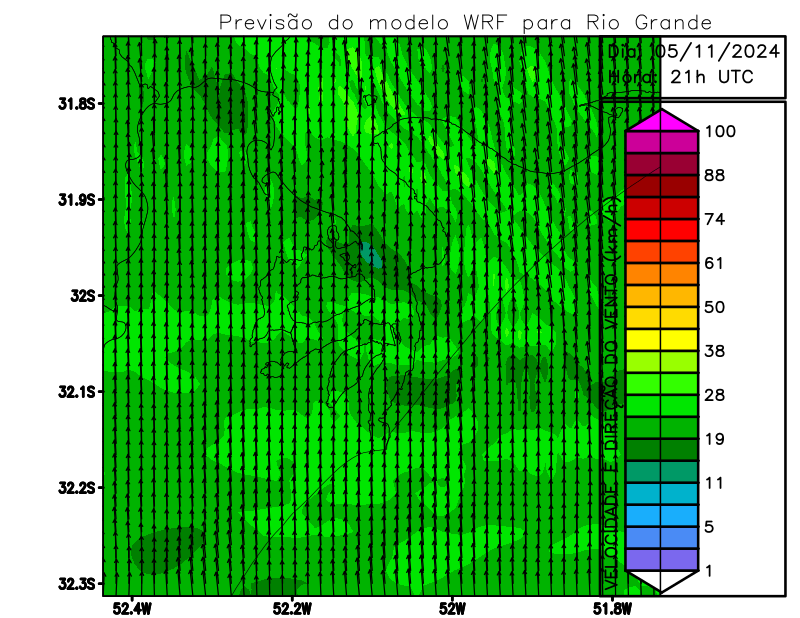 Previsão do modelo WRF para Rio Grande
Dia: 05/11/2024
Hora: 21h UTC
VELOCIDADE E DIREÇÃO DO VENTO (km/h)
100
88
74
61
50
38
28
19
11
5
1
31.8S
31.9S
32S
32.1S
32.2S
32.3S
52.4W
52.2W
52W
51.8W